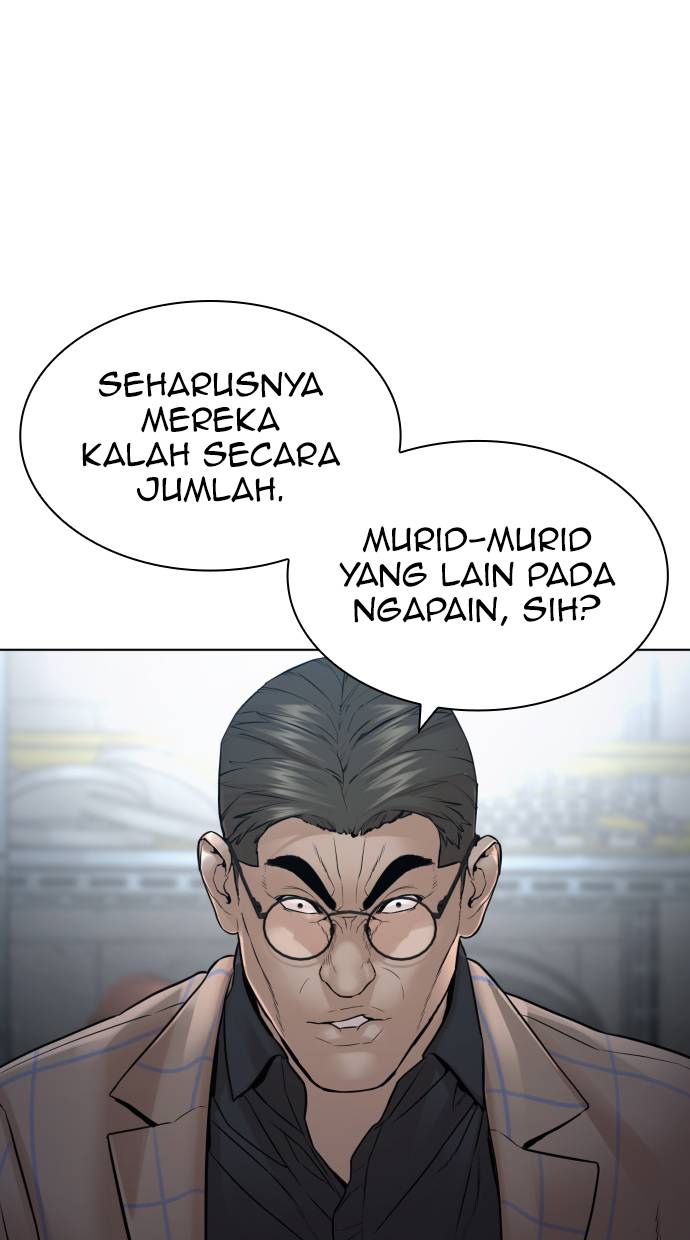 SEHARUSNYA
MEREKA
KALAH SECARA
JUMLAH.
MURID-MURID
YANG LAIN PADA
NGAPAIN, SIH?